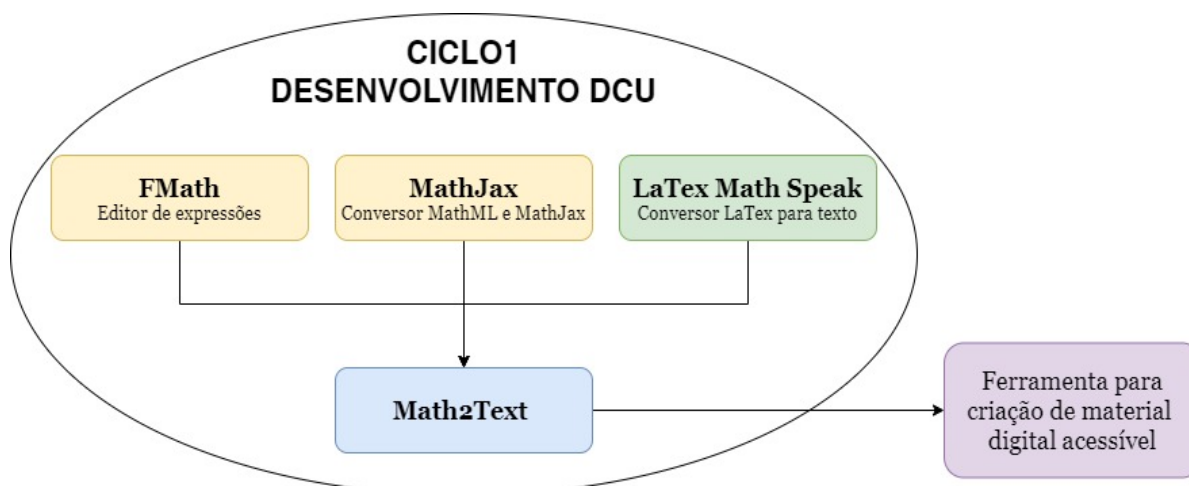 CICLO1
DESENVOLVIMENTO DCU
FMath
Editor de expressões
MathJax
Conversor MathML e MathJax
LaTex Math Speak
Conversor LaTex para texto
Math2Text
Ferramenta para
criação de material
digital acessível